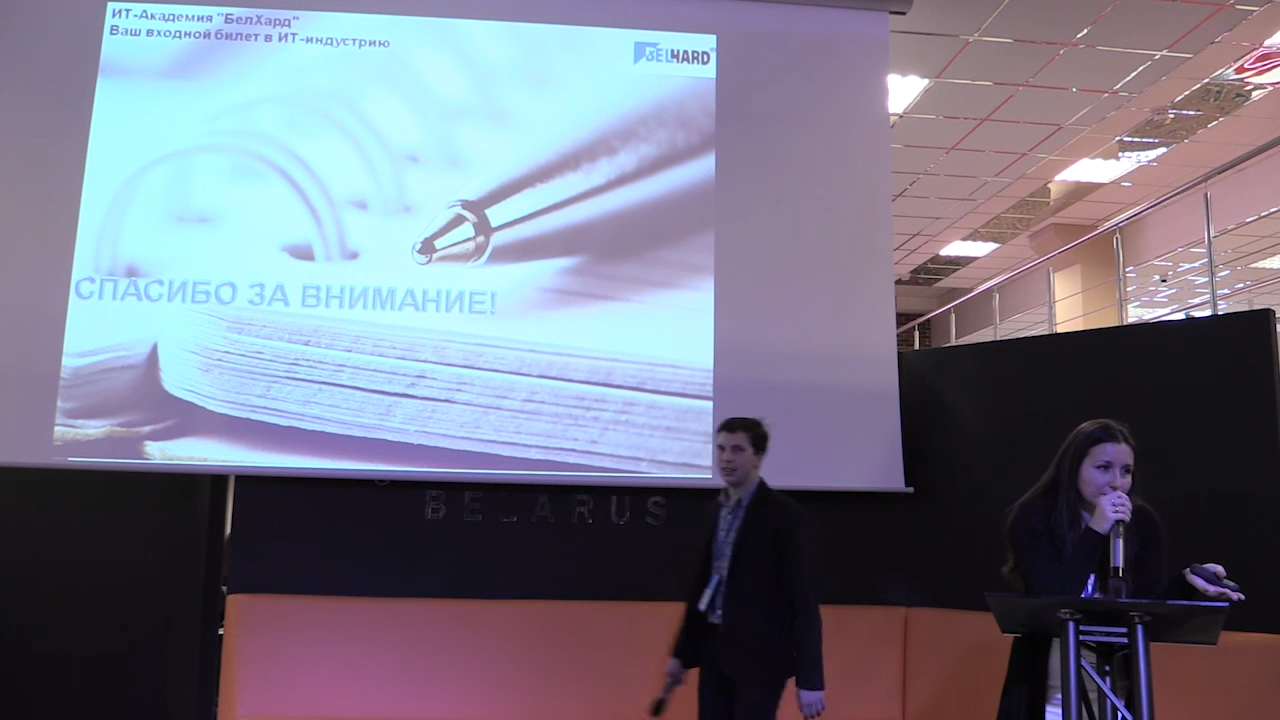 ИТ-Академия "БелХард"
Ваш входной билет в ИТ-индустрию
BELHARD
СПАСИБО ЗА ВНИМАНИЕ!
BELARUS